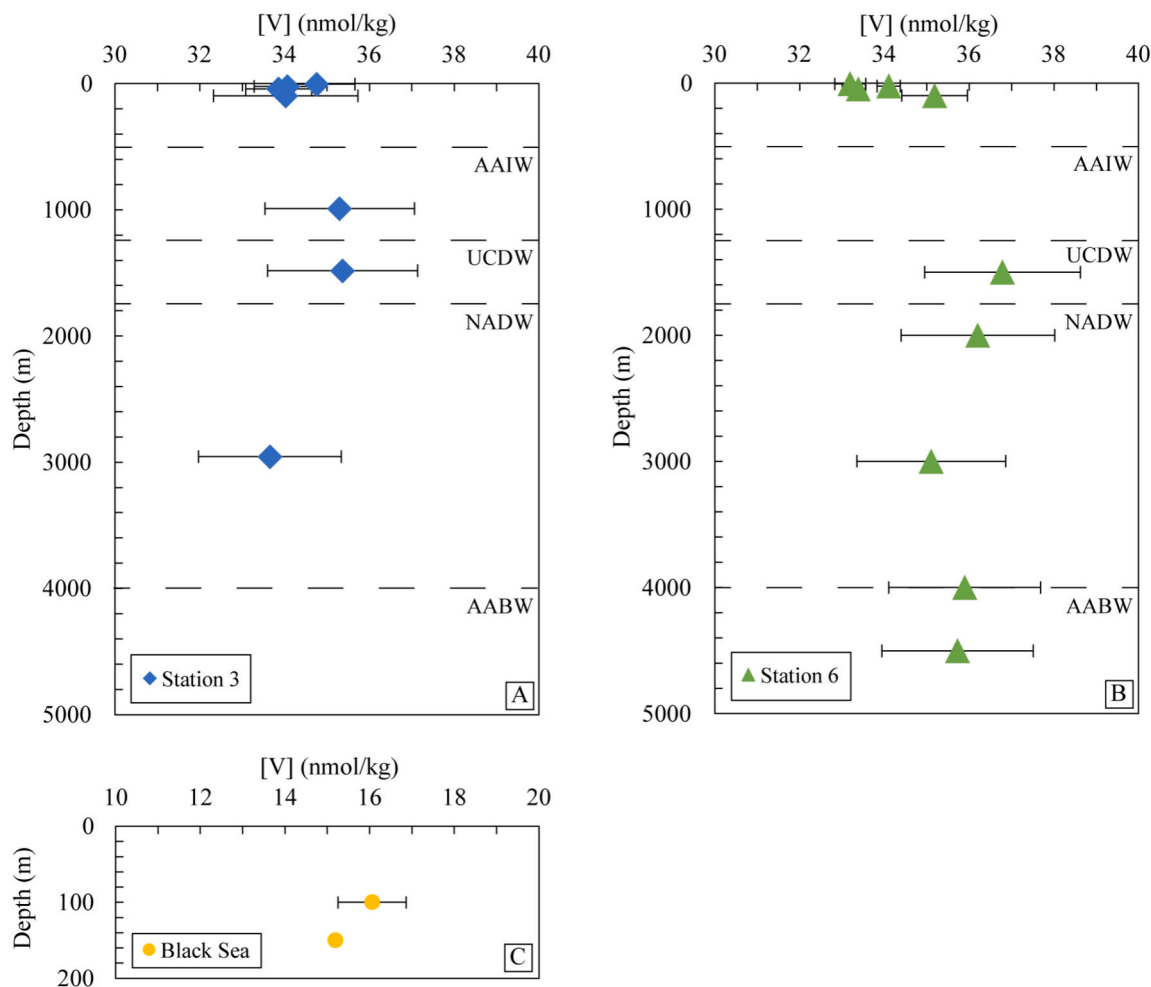 [V] (nmol/kg)
30 32 34 36 38 40
0
1000
2000
3000
4000
5000
Depth (m)
AAIW
UCDW
NADW
AABW
Station 3
A
[V] (nmol/kg)
30 32 34 36 38 40
0
1000
2000
3000
4000
5000
Depth (m)
AAIW
UCDW
NADW
AABW
Station 6
B
[V] (nmol/kg)
10 12 14 16 18 20
0
100
200
Depth (m)
Black Sea
C